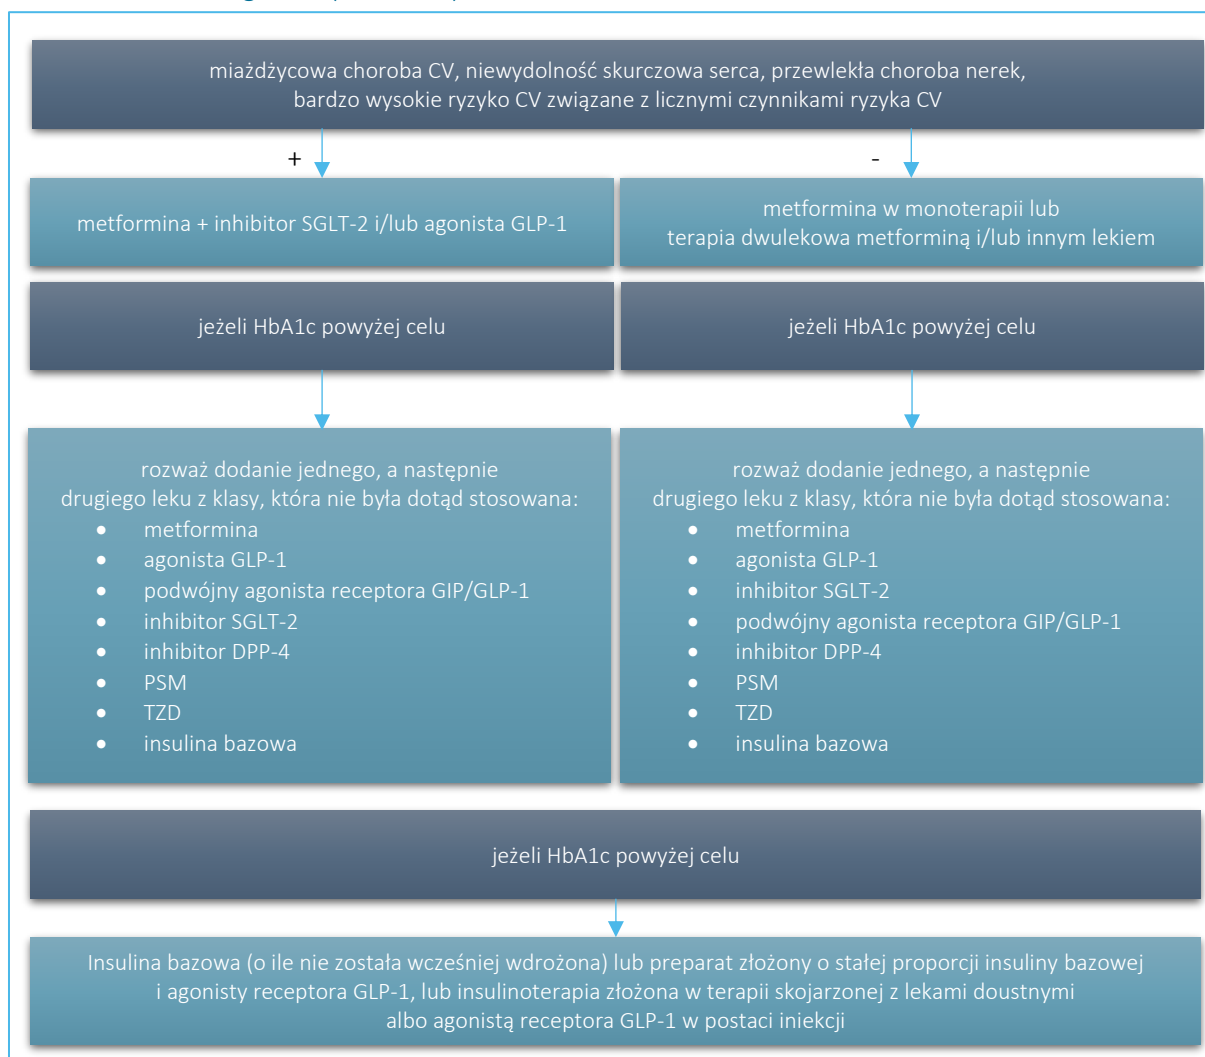 miażdżycowa choroba CV, niewydolność skurczowa serca, przewlekła choroba nerek,
bardzo wysokie ryzyko CV związane z licznymi czynnikami ryzyka CV
+
-
metformina + inhibitor SGLT-2 i/lub agonista GLP-1
metformina w monoterapii lub
terapia dwulekowa metforminą i/lub innym lekiem
jeżeli HbA1c powyżej celu
jeżeli HbA1c powyżej celu
rozważ dodanie jednego, a następnie
drugiego leku z klasy, która nie była dotąd stosowana:
• metformina
• agonista GLP-1
• podwójny agonista receptora GIP/GLP-1
• inhibitor SGLT-2
• inhibitor DPP-4
• PSM
• TZD
• insulina bazowa
rozważ dodanie jednego, a następnie
drugiego leku z klasy, która nie była dotąd stosowana:
• metformina
• agonista GLP-1
• inhibitor SGLT-2
• podwójny agonista receptora GIP/GLP-1
• inhibitor DPP-4
• PSM
• TZD
• insulina bazowa
jeżeli HbA1c powyżej celu
Insulina bazowa (o ile nie została wcześniej wdrożona) lub preparat złożony o stałej proporcji insuliny bazowej
i agonisty receptora GLP-1, lub insulinoterapia złożona w terapii skojarzonej z lekami doustnymi
albo agonistą receptora GLP-1 w postaci iniekcji